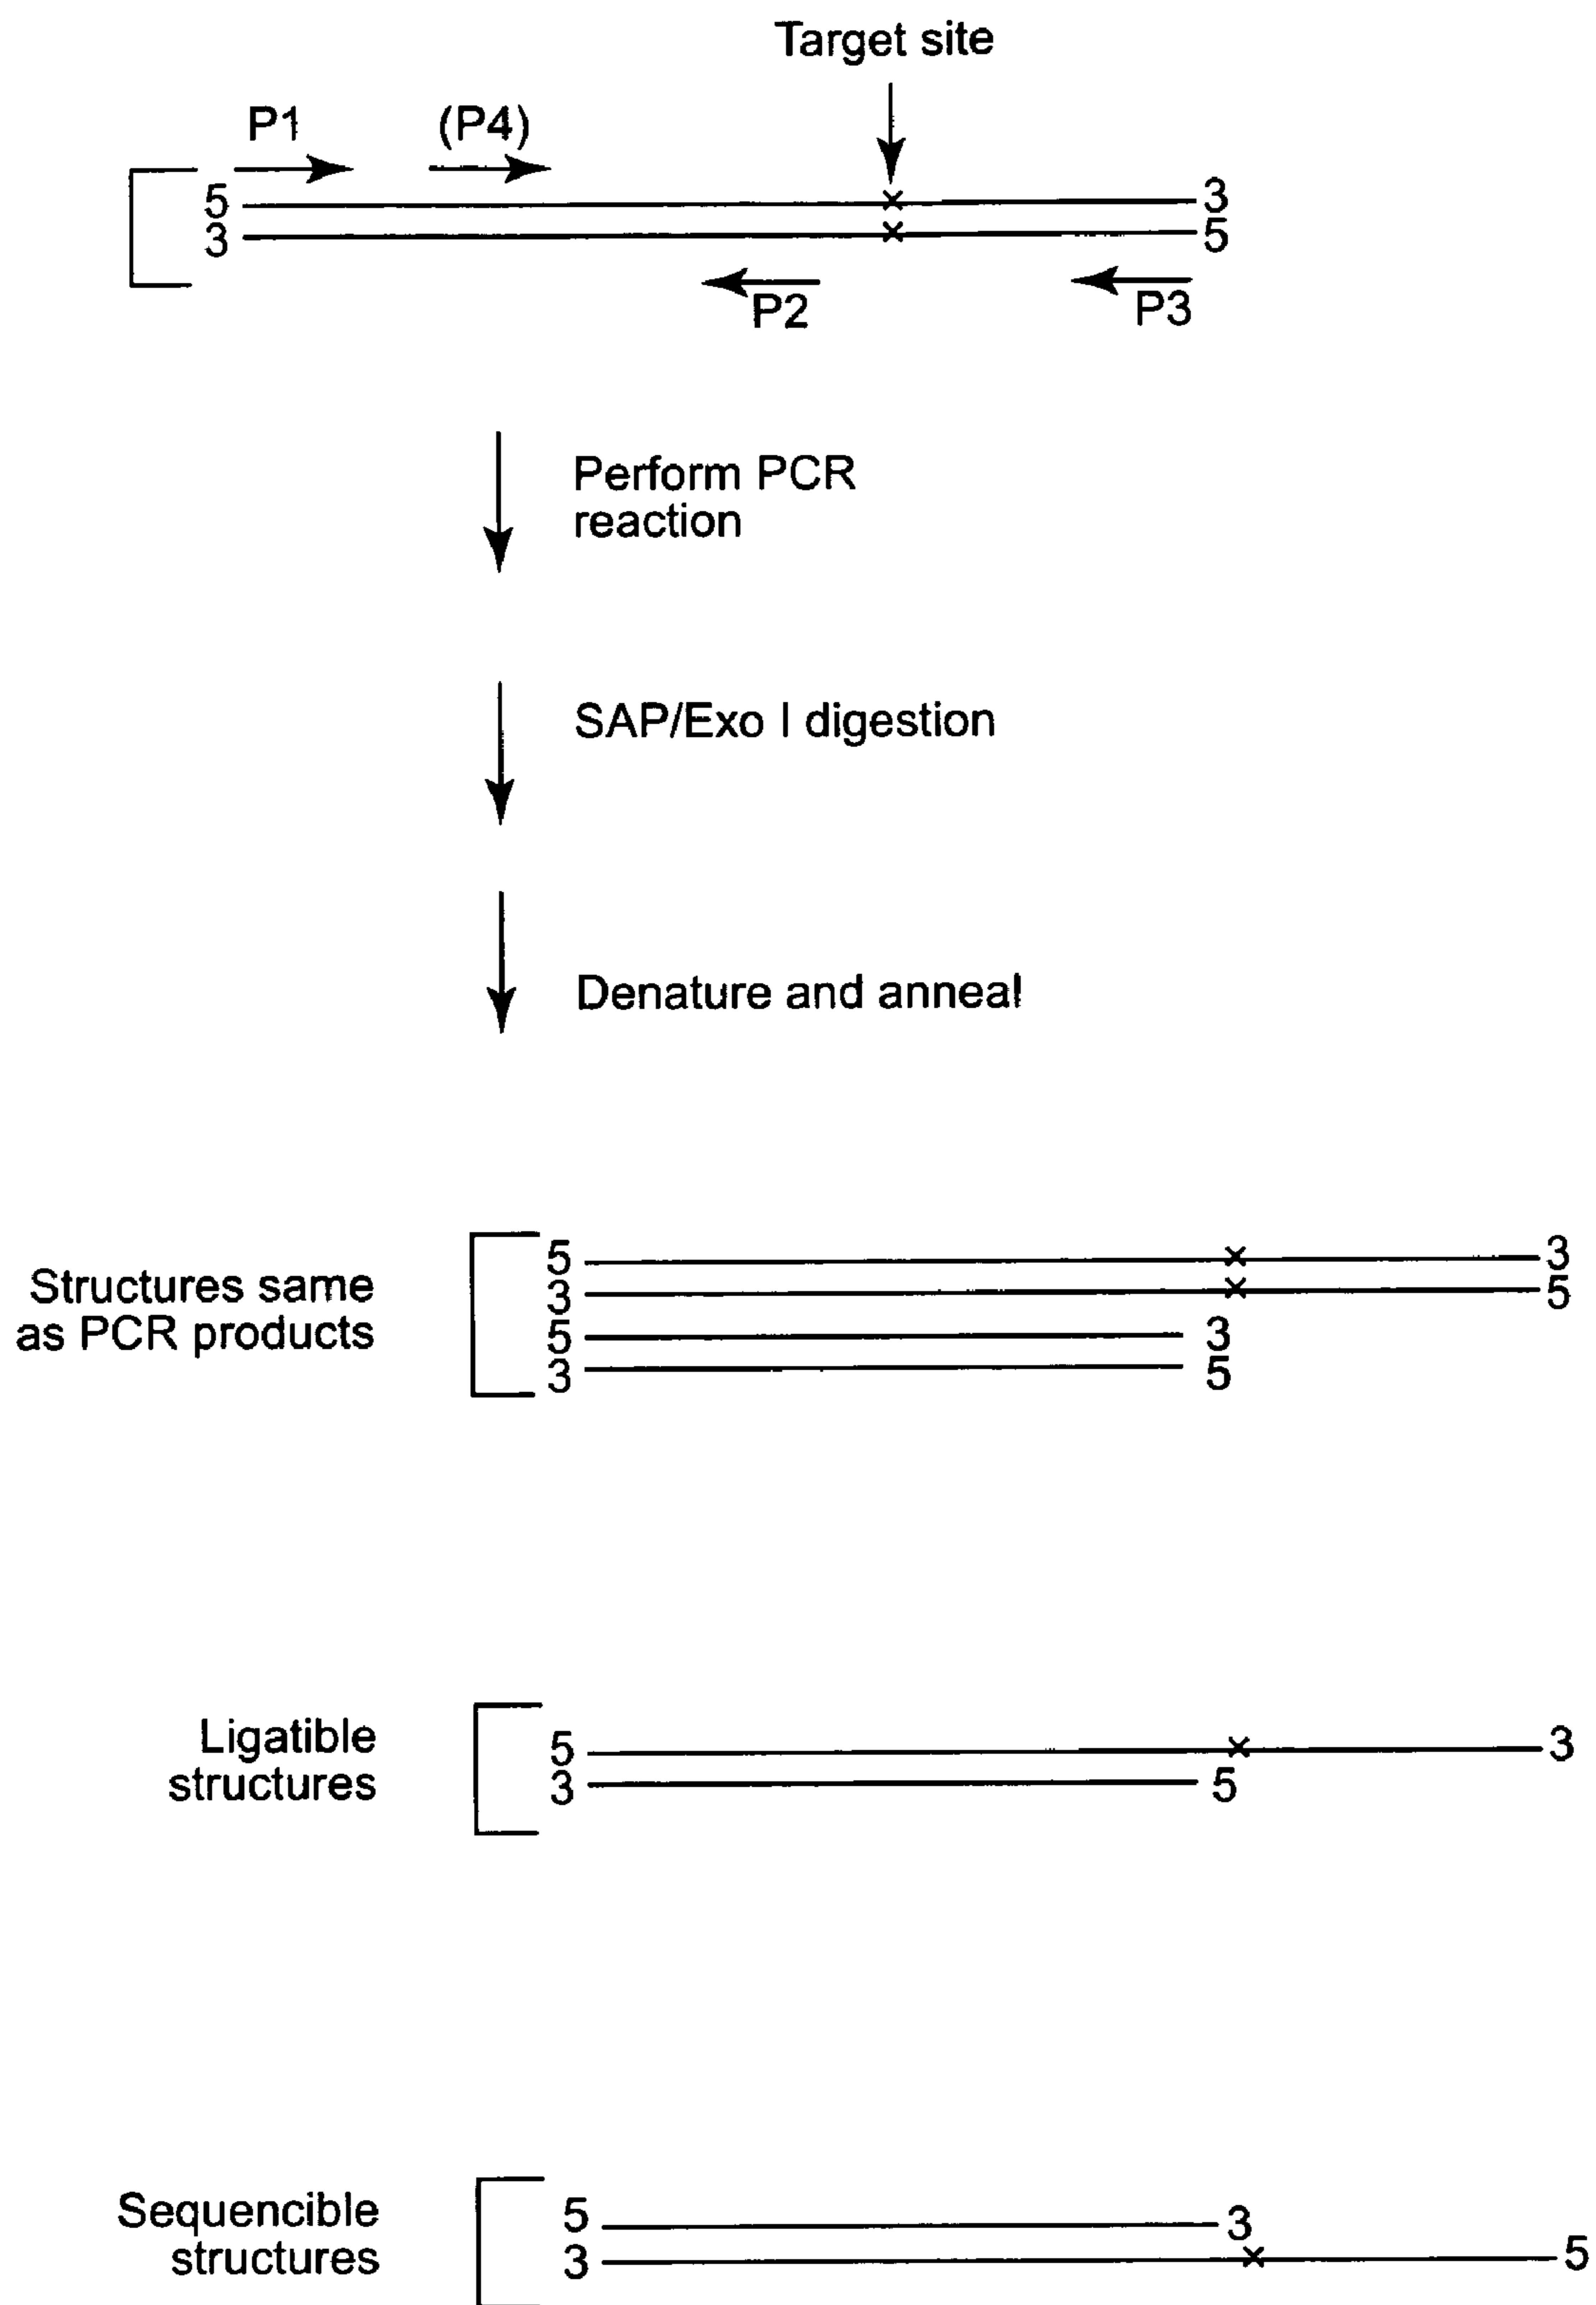 Target site
P1 (P4)
5 3
3 5
P2 P3
Perform PCR
reaction
SAP/Exo I digestion
Denature and anneal
Structures same
as PCR products
5 3
3 5
5 3
3 5
Ligatible
structures
5 3
3 5
Sequencible
structures
5 3
3 5